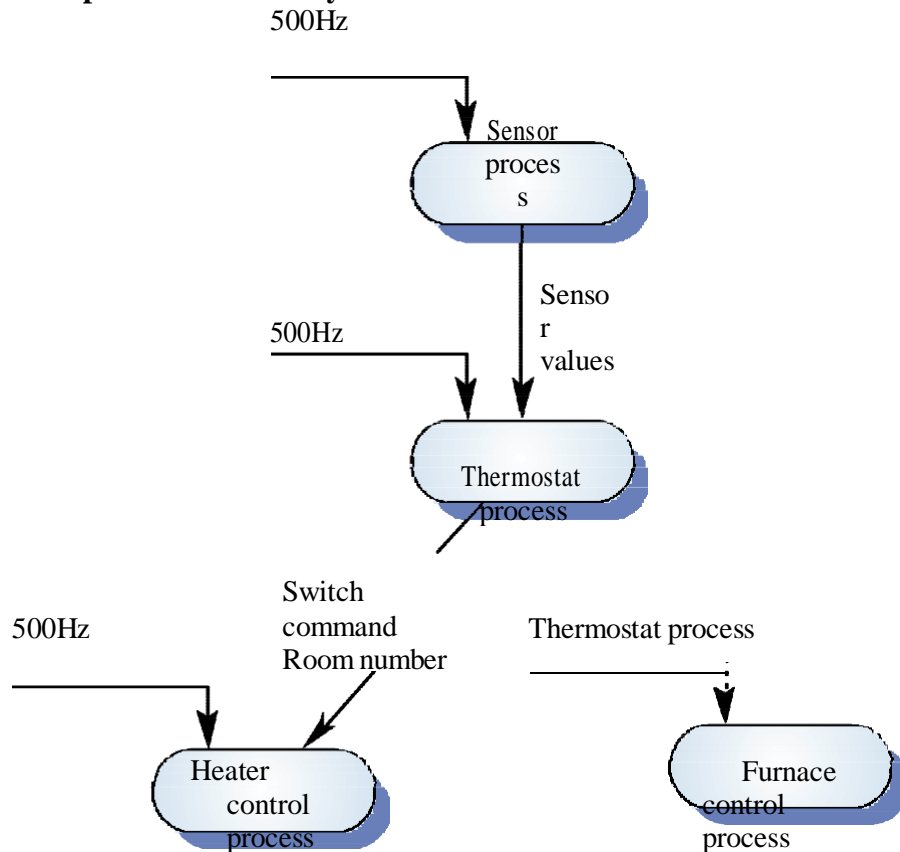 500Hz
Sensor
proces
s
Senso
r
values
500Hz
Thermostat
process
Switch
command
Room number
500Hz
Thermostat process
Heater
control
process
Furnace
control
process